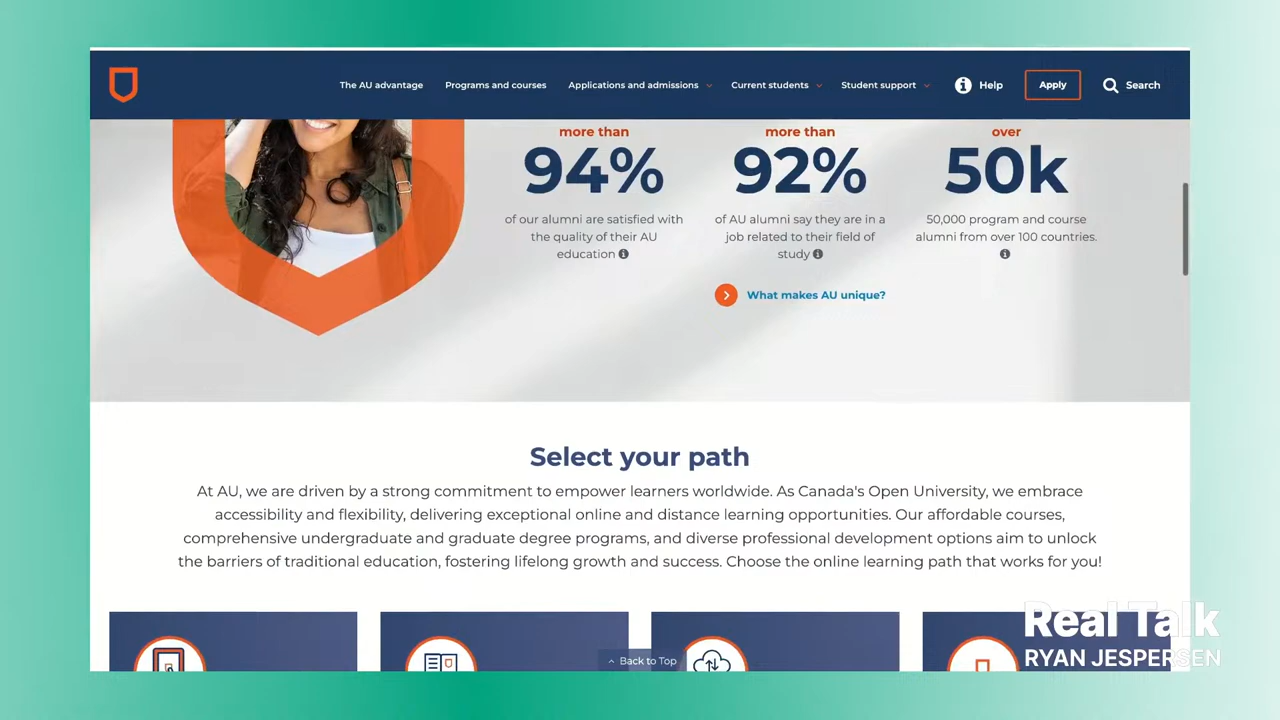 The AU advantage
Programs and courses
Applications and admissions
Current students
Student support
Help
Apply
Search
more than
94%
of our alumni are satisfied with
the quality of their AU
education
more than
92%
of AU alumni say they are in a
job related to their field of
study
over
50k
50,000 program and course
alumni from over 100 countries.
What makes AU unique?
Select your path
At AU, we are driven by a strong commitment to empower learners worldwide. As Canada's Open University, we embrace
accessibility and flexibility, delivering exceptional online and distance learning opportunities. Our affordable courses,
comprehensive undergraduate and graduate degree programs, and diverse professional development options aim to unlock
the barriers of traditional education, fostering lifelong growth and success. Choose the online learning path that works for you!
Back to Top
Real Talk
RYAN JESPERSEN